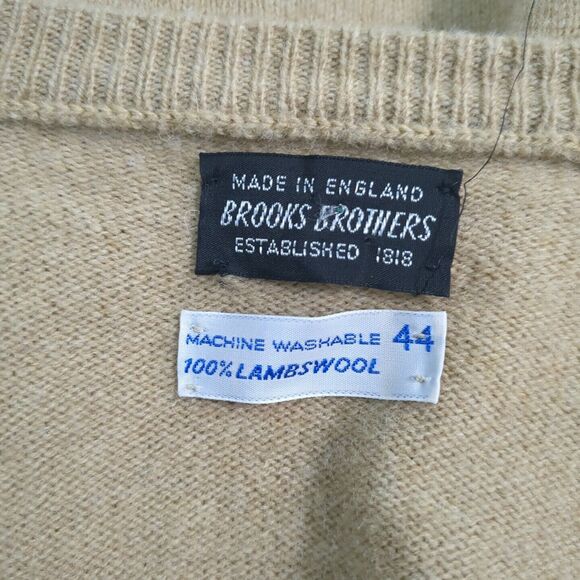 MADE IN ENGLAND
BROOKS BROTHERS
ESTABLISHED 1818
MACHINE WASHABLE 44
100% LAMBSWOOL